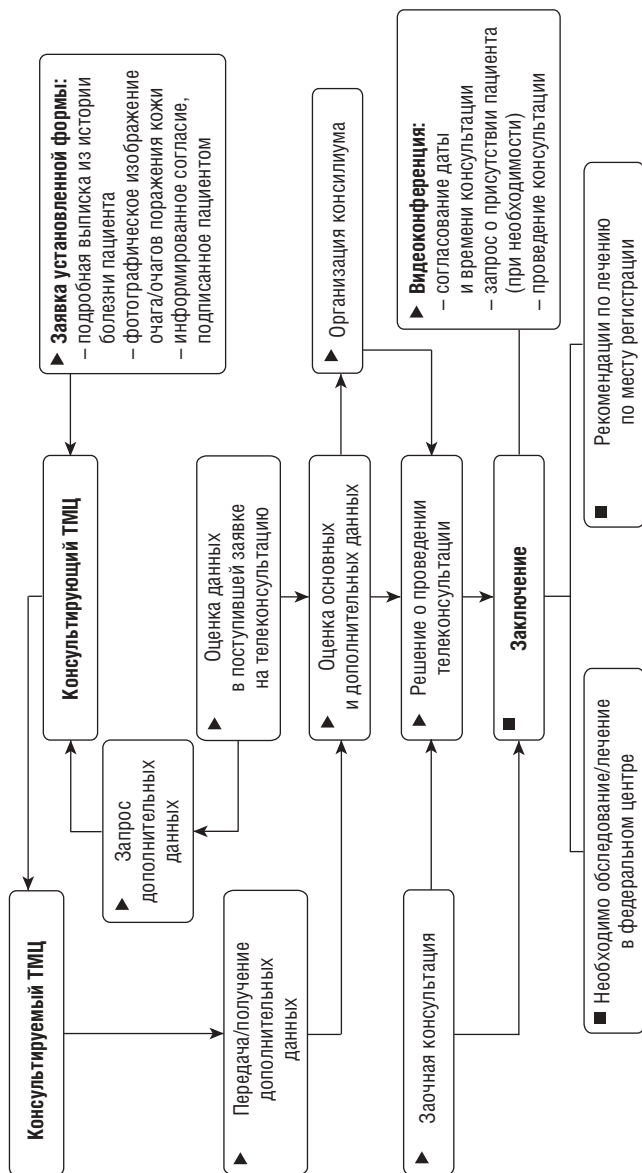 Консультируемый ТМЦ
Консультирующий ТМЦ
▶ Заявка установленной формы:
– подробная выписка из истории
болезни пациента
– фотографическое изображение
очага/очагов поражения кожи
– информированное согласие,
подписанное пациентом
▶ Запрос
дополнительных
данных
▶ Оценка данных
в поступившей заявке
на телеконсультацию
▶ Передача/получение
дополнительных
данных
▶ Оценка основных
и дополнительных данных
▶ Организация консилиума
▶ Заочная консультация
▶ Решение о проведении
телеконсультации
▶ Видеоконференция:
– согласование даты
и времени консультации
– запрос о присутствии пациента
(при необходимости)
– проведение консультации
■ Заключение
■ Необходимо обследование/лечение
в федеральном центре
■ Рекомендации по лечению
по месту регистрации